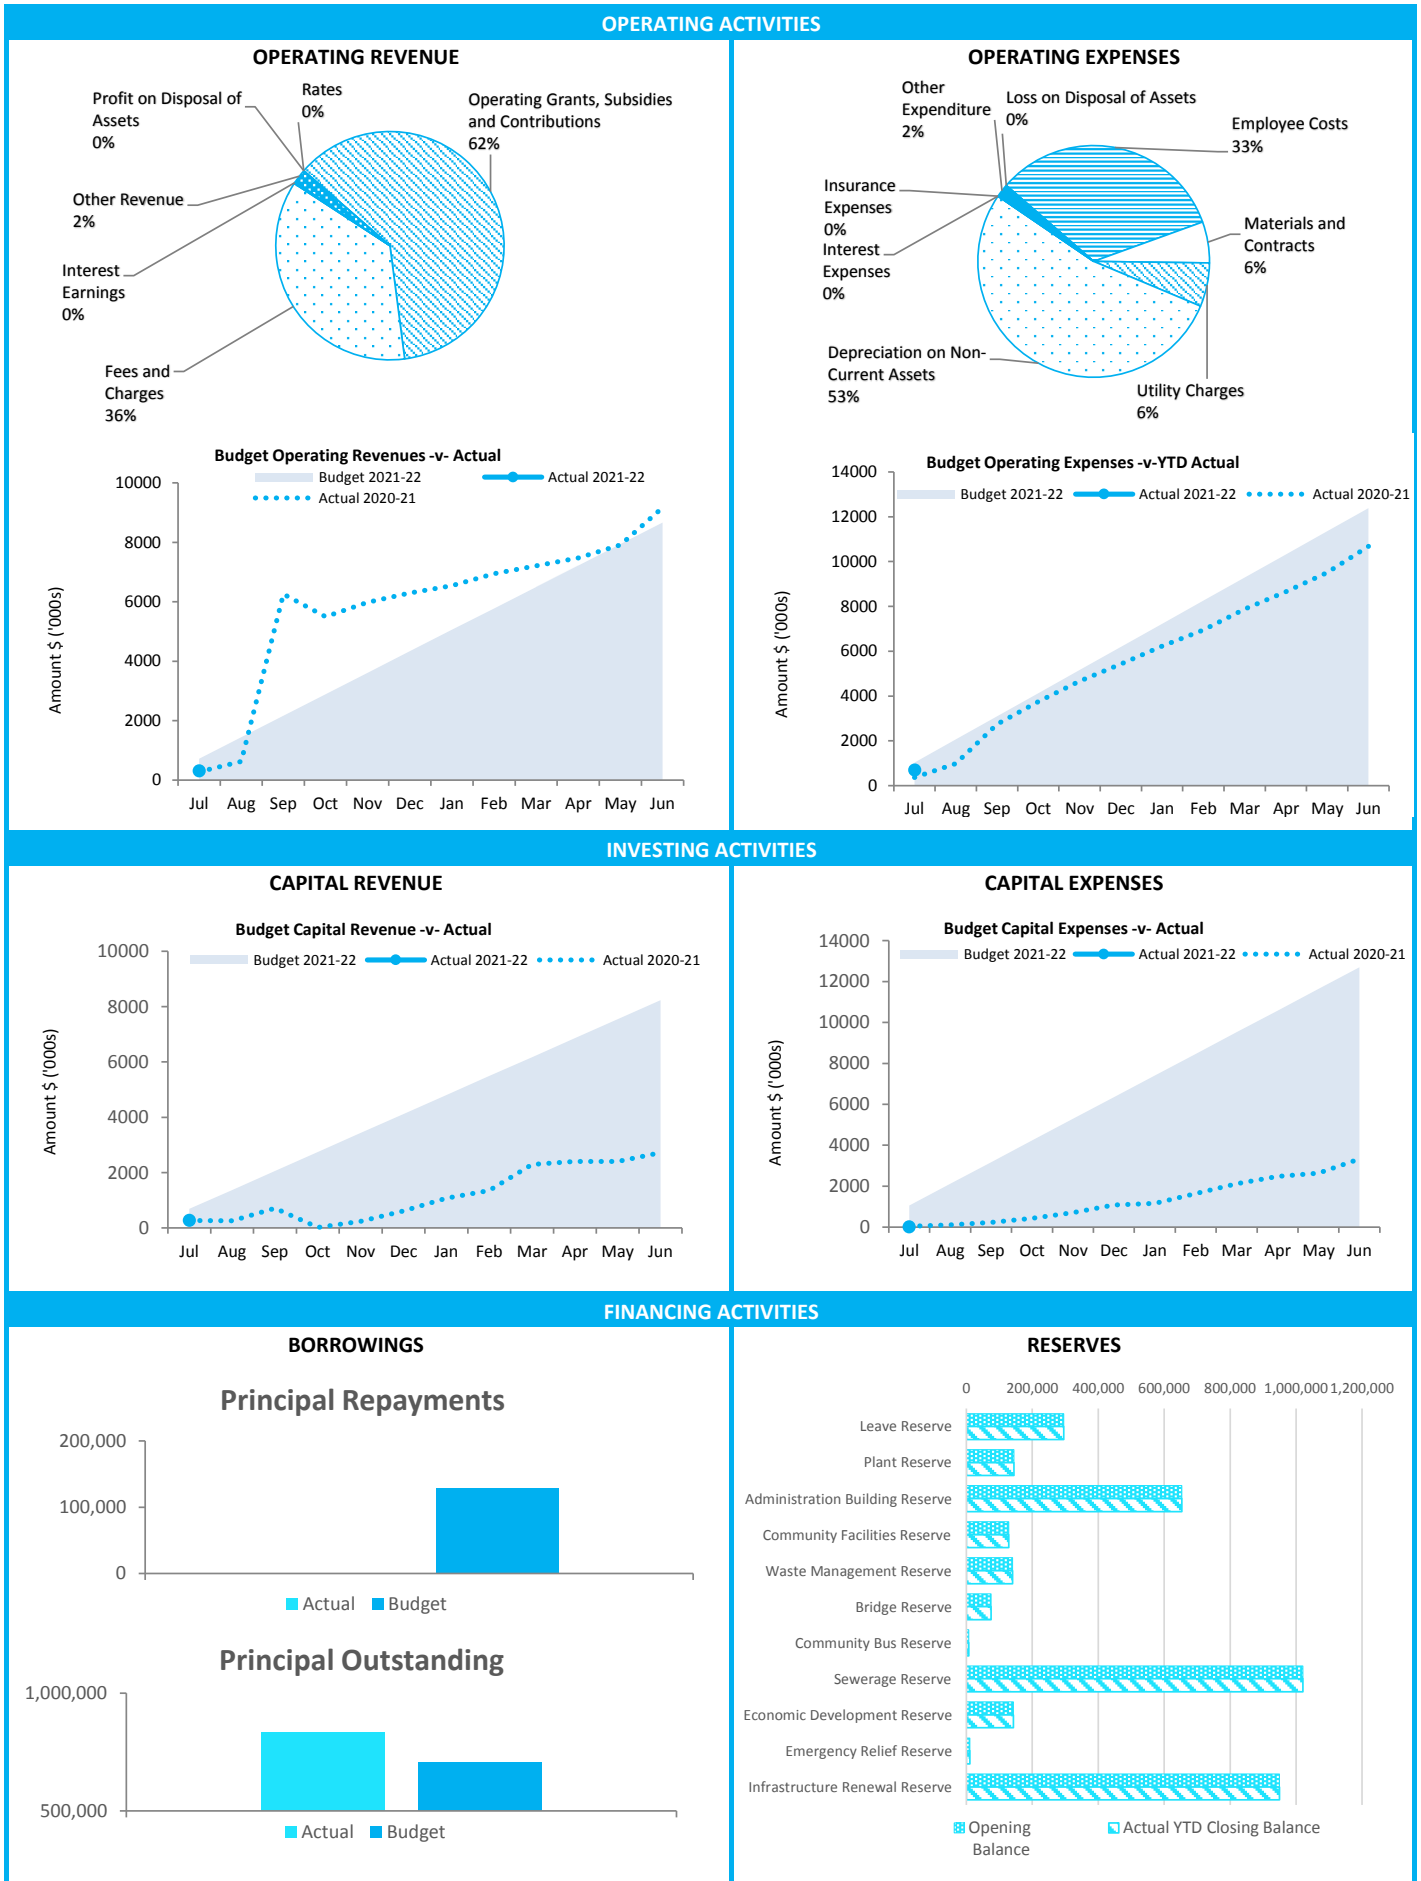 OPERATING ACTIVITIES
OPERATING REVENUE
Profit on Disposal of
Assets
0%
Rates
0%
Operating Grants, Subsidies
and Contributions
62%
Other Revenue
2%
Interest
Earnings
0%
Fees and
Charges
36%
OPERATING EXPENSES
Other
Expenditure
2%
Loss on Disposal of Assets
0%
Employee Costs
33%
Insurance
Expenses
0%
Materials and
Contracts
6%
Interest
Expenses
0%
Depreciation on Non-
Current Assets
53%
Utility Charges
6%
Budget Operating Revenues -v- Actual
Budget 2021-22
Actual 2021-22
Actual 2020-21
Amount $ ('000s)
10000
8000
6000
4000
2000
0
Jul Aug Sep Oct Nov Dec Jan Feb Mar Apr May Jun
Budget Operating Expenses -v-YTD Actual
Budget 2021-22 Actual 2021-22 Actual 2020-21
Amount $ ('000s)
14000
12000
10000
8000
6000
4000
2000
0
Jul Aug Sep Oct Nov Dec Jan Feb Mar Apr May Jun
INVESTING ACTIVITIES
CAPITAL REVENUE
Budget Capital Revenue -v- Actual
Budget 2021-22 Actual 2021-22 Actual 2020-21
Amount $ ('000s)
10000
8000
6000
4000
2000
0
Jul Aug Sep Oct Nov Dec Jan Feb Mar Apr May Jun
CAPITAL EXPENSES
Budget Capital Expenses -v- Actual
Budget 2021-22 Actual 2021-22 Actual 2020-21
Amount $ ('000s)
14000
12000
10000
8000
6000
4000
2000
0
Jul Aug Sep Oct Nov Dec Jan Feb Mar Apr May Jun
FINANCING ACTIVITIES
BORROWINGS
Principal Repayments
200,000
100,000
0
Actual Budget
Principal Outstanding
1,000,000
500,000
Actual Budget
RESERVES
0 200,000 400,000 600,000 800,000 1,000,000 1,200,000
Leave Reserve
Plant Reserve
Administration Building Reserve
Community Facilities Reserve
Waste Management Reserve
Bridge Reserve
Community Bus Reserve
Sewerage Reserve
Economic Development Reserve
Emergency Relief Reserve
Infrastructure Renewal Reserve
Opening
Balance
Actual YTD Closing Balance